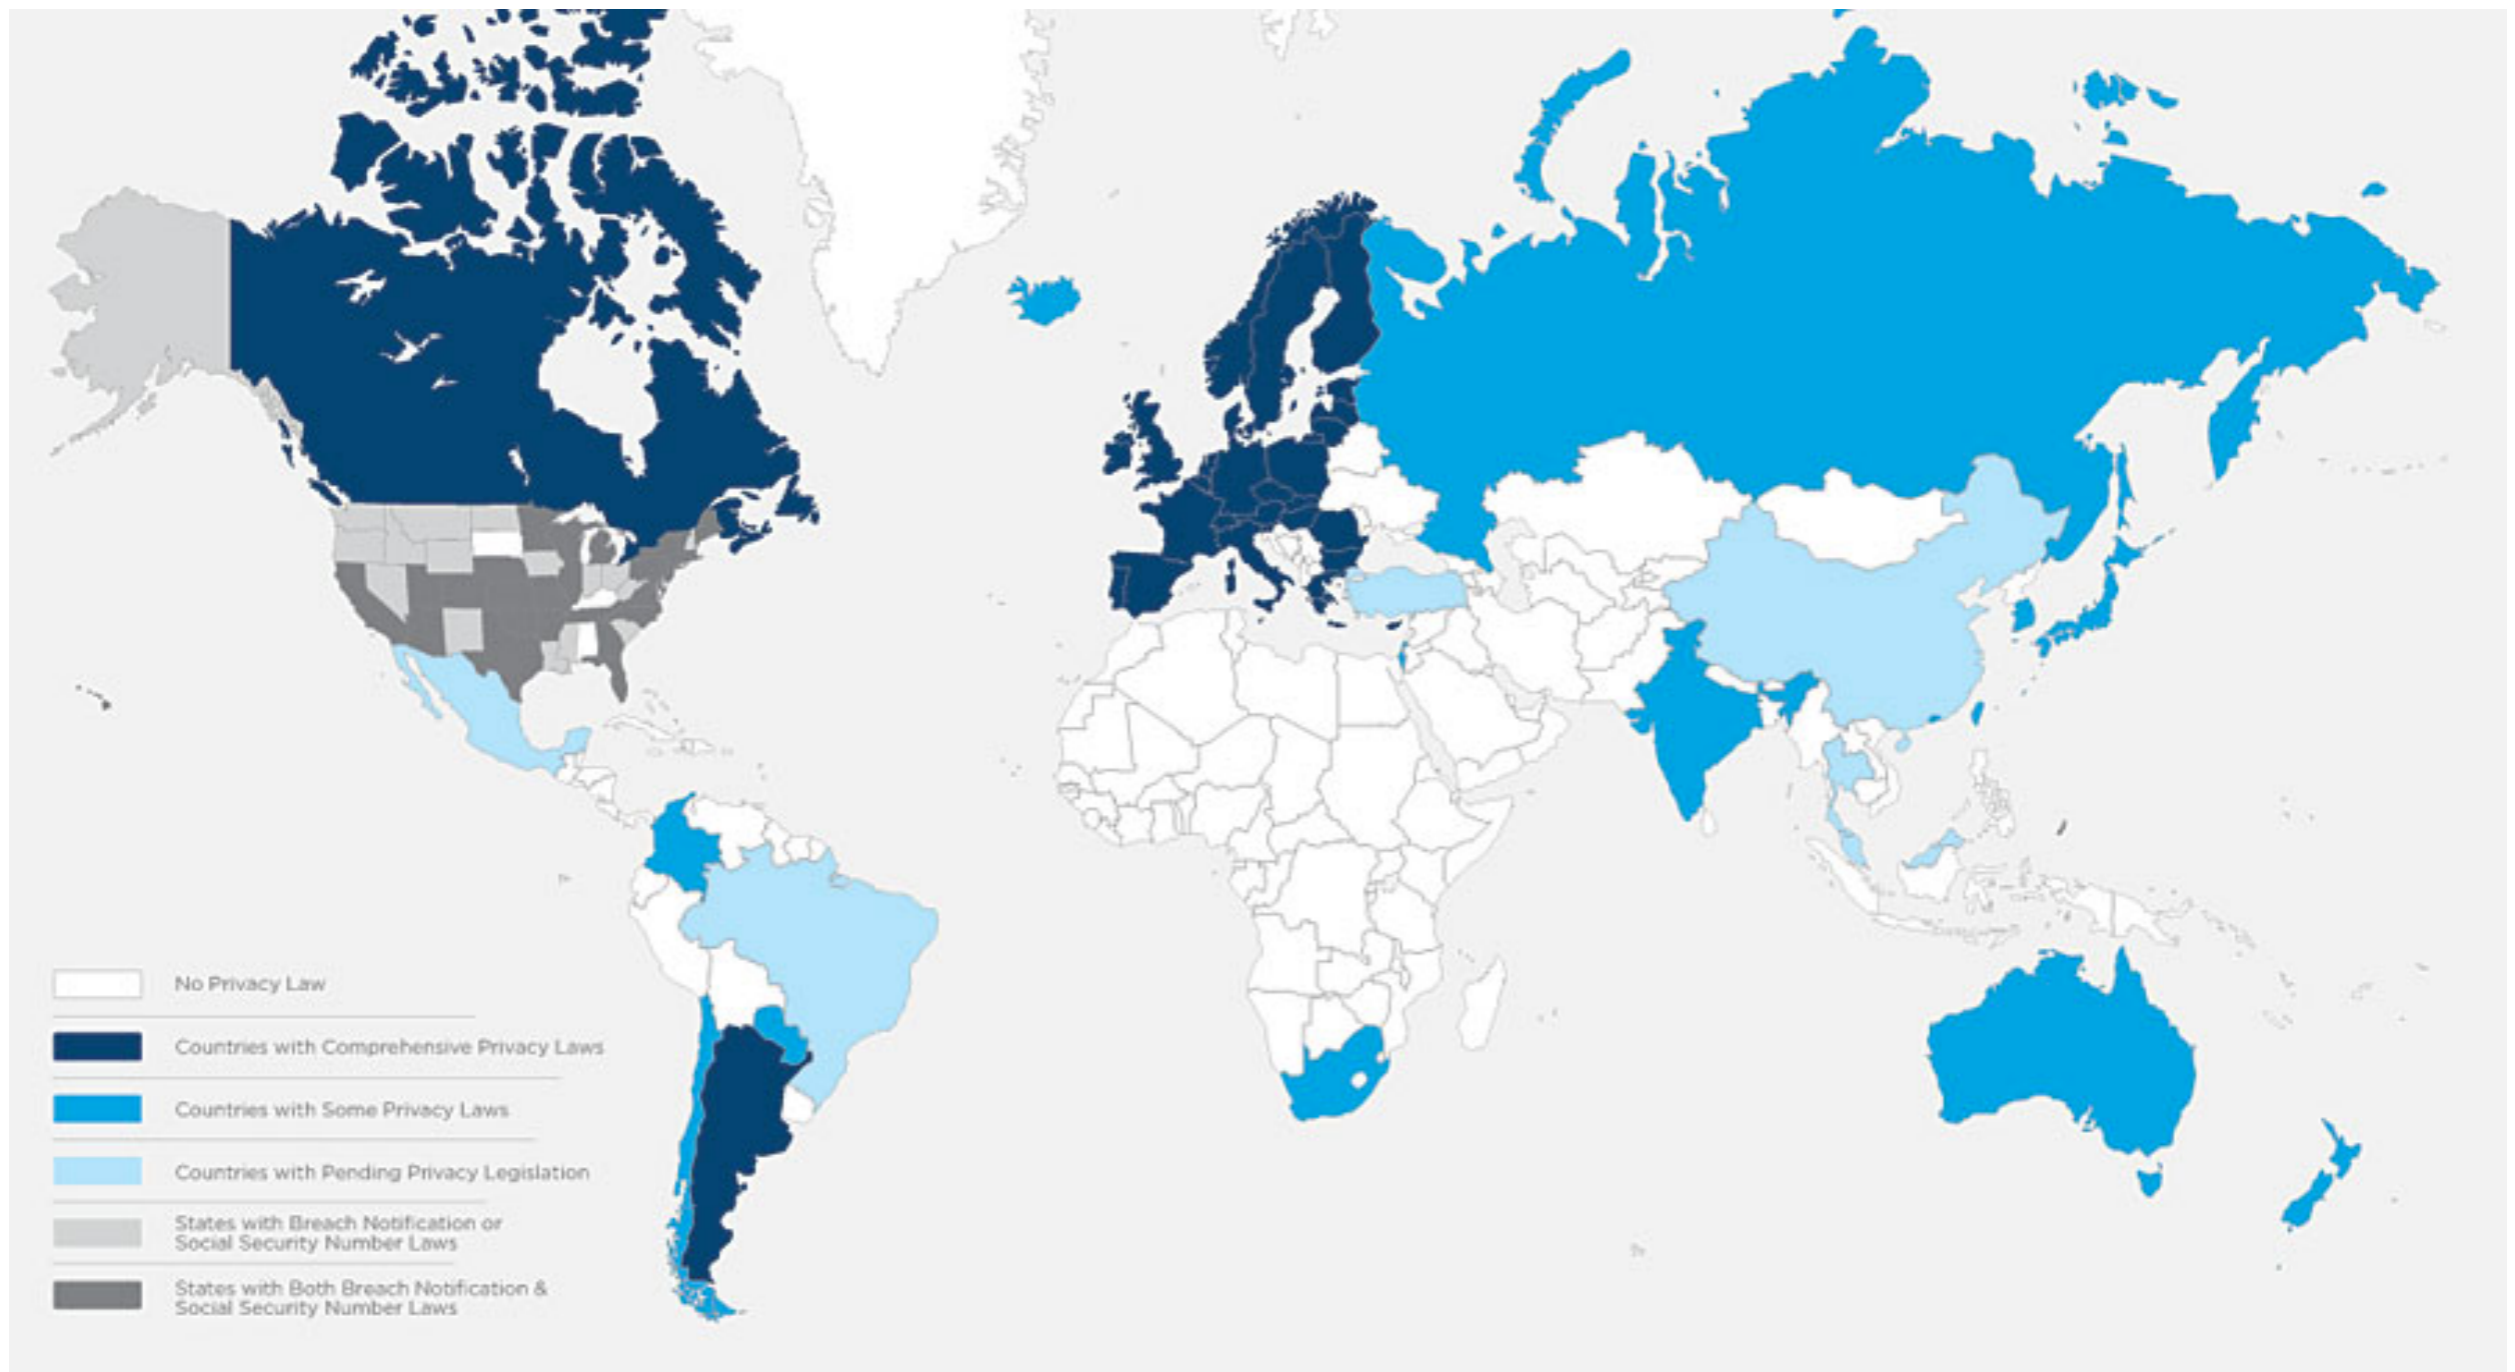 No Privacy Law
Countries with Comprehensive Privacy Laws
Countries with Some Privacy Laws
Countries with Pending Privacy Legislation
States with Breach Notification or
Social Security Number Laws
States with Both Breach Notification &
Social Security Number Laws